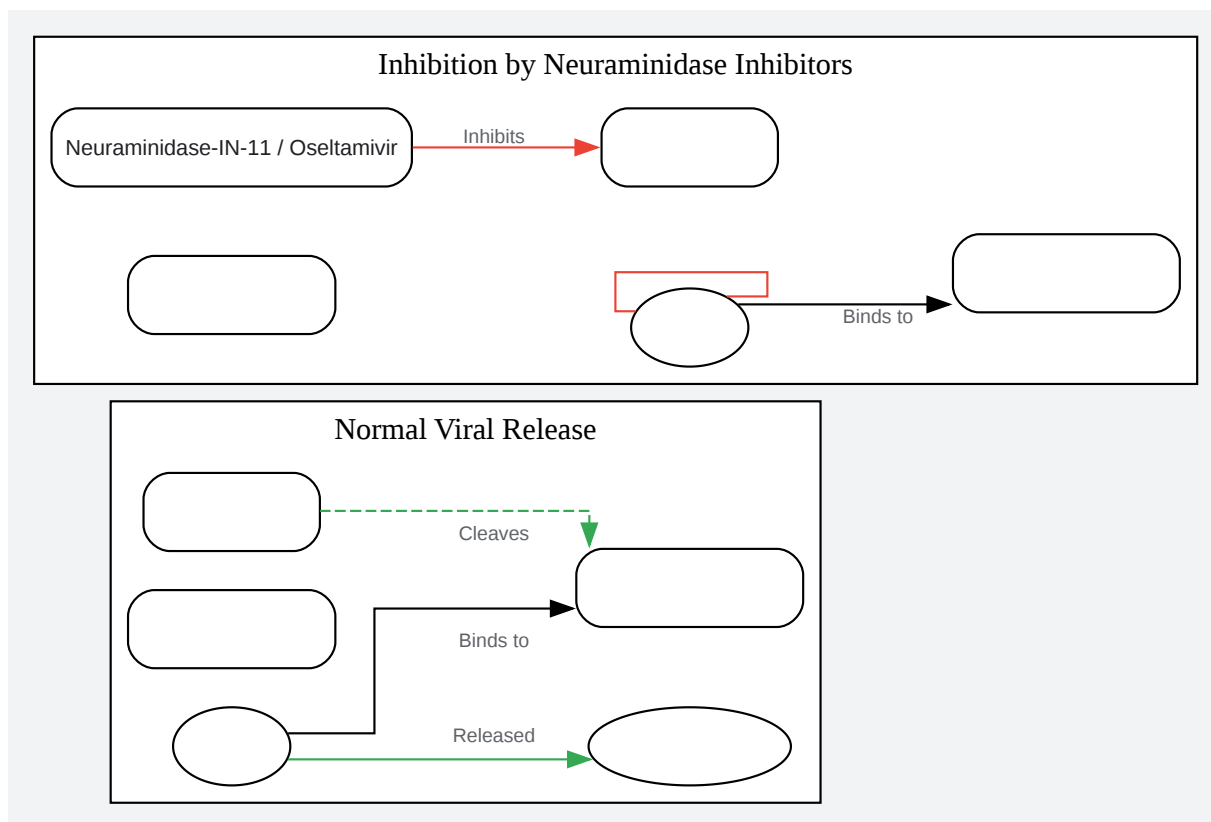 Inhibition by Neuraminidase Inhibitors
Neuraminidase-IN-11 / Oseltamivir
Inhibits
Binds to
Normal Viral Release
Cleaves
Binds to
Released